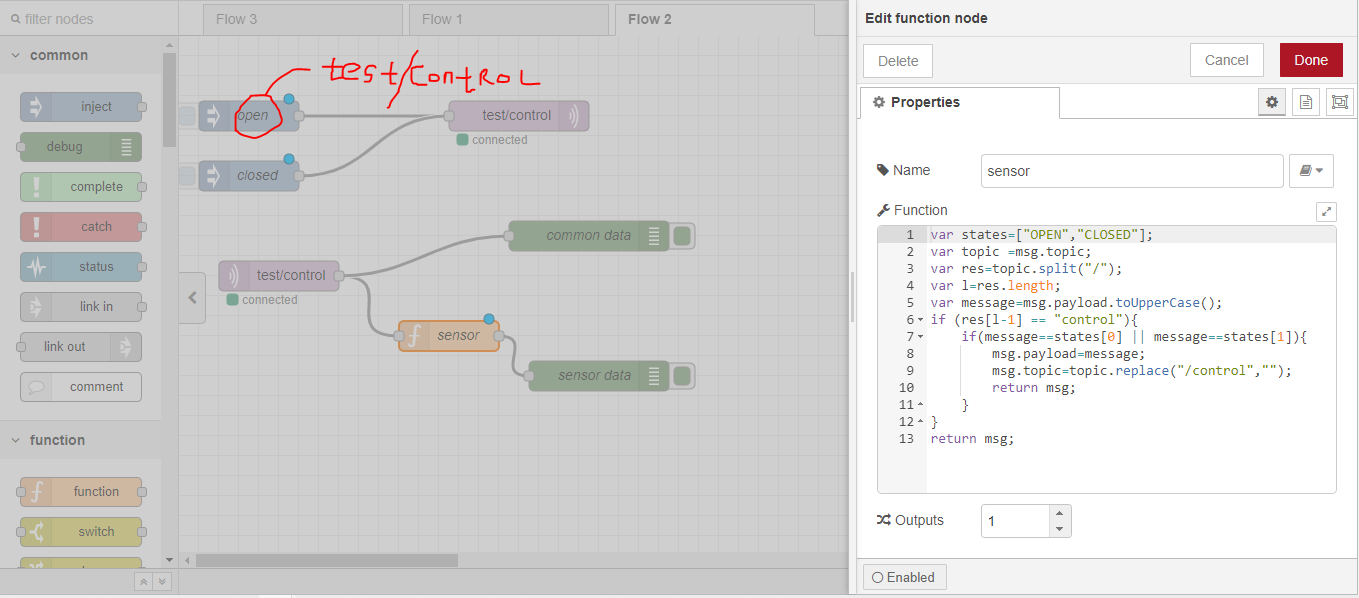 filter nodes
Flow 3
Flow 1
Flow 2
common
inject
debug
complete
catch
status
link in
link out
comment
function
function
switch
test/control
open
closed
test/control
connected
test/control
connected
common data
sensor
sensor data
Edit function node
Delete
Cancel
Done
Properties
Name
sensor
Function
1 var states=["OPEN","CLOSED"];
2 var topic =msg.topic;
3 var res=topic.split("/");
4 var l=res.length;
5 var message=msg.payload.toUpperCase();
6 if (res[l-1] == "control"){
7 if(message==states[0] || message==states[1]){
8 msg.payload=message;
9 msg.topic=topic.replace("/control","");
10 return msg;
11 }
12 }
13 return msg;
Outputs
1
Enabled